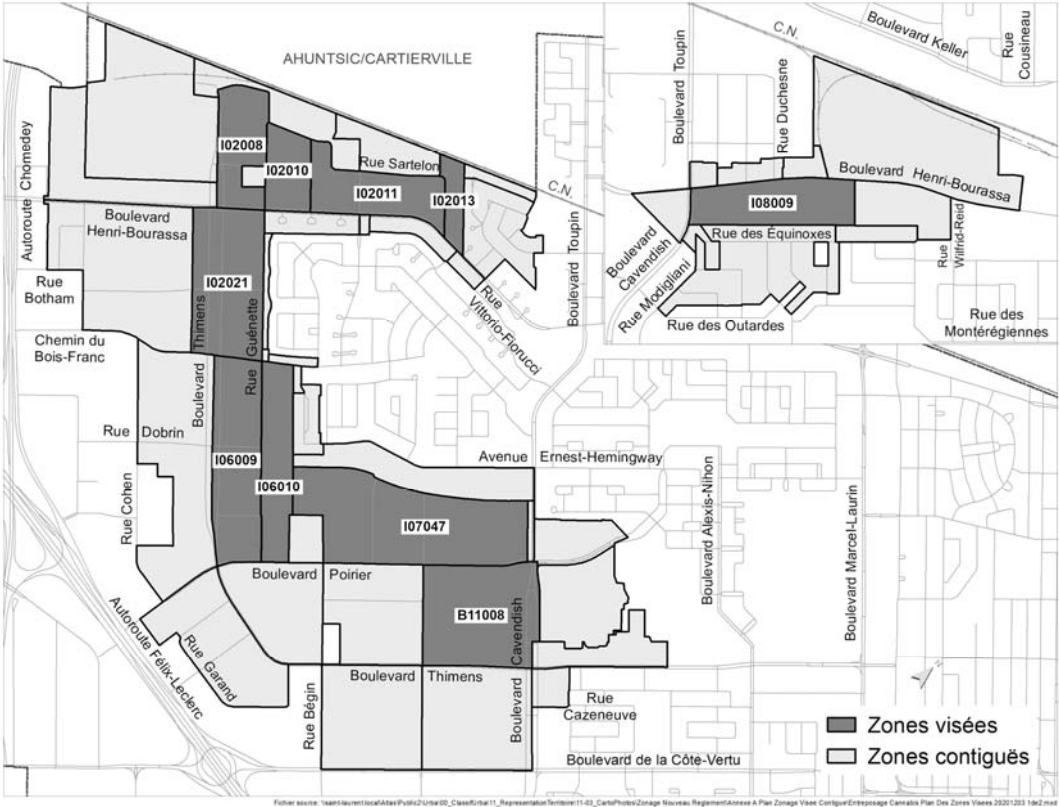 AHUNTSIC/CARTIERVILLE
C.N.
Boulevard Keller
Rue
Cousineau
Boulevard Toupin
Rue Duchesne
Boulevard Henri-Bourassa
I08009
Rue des Équinoxes
Rue
Wilfrid-Reid
Boulevard
Cavendish
Rue Modigliani
Rue des Outardes
Rue des
Montérégiennes
Autoroute Chomedey
I02008
I02010
Rue Sartelon
I02011
I02013
C.N.
Boulevard
Henri-Bourassa
Boulevard Toupin
Rue
Botham
I02021
Boulevard Thimens
Rue Guénette
Rue
Vittorio-Fiorucci
Chemin du
Bois-Franc
Rue Dobrin
I06009
I06010
Avenue Ernest-Hemingway
Rue Cohen
I07047
Boulevard Alexis-Nihon
Boulevard Marcel-Laurin
Boulevard Poirier
B11008
Boulevard Cavendish
Autoroute Félix-Leclerc
Rue Garand
Boulevard Thimens
Rue Bégin
Rue
Cazeneuve
Boulevard de la Côte-Vertu
Zones visées
Zones contiguës